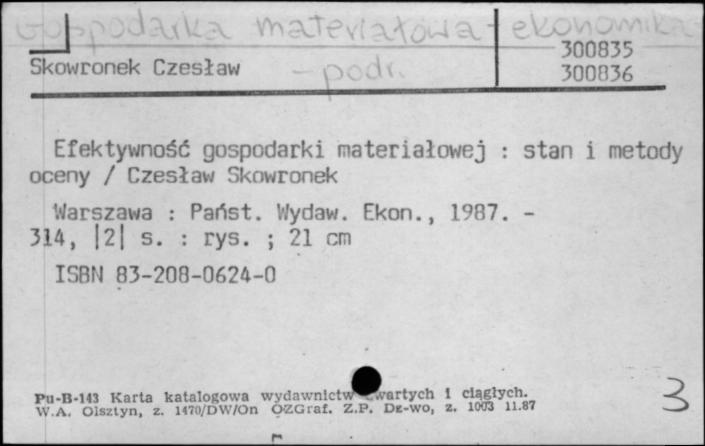 Gospodarka materiałowa - ekonomika
300835
Skowronek Czesław - podr.
300836
Efektywność gospodarki materiałowej : stan i metody
oceny / Czesław Skowronek
Warszawa : Państ. Wydaw. Ekon., 1987. -
314, |2| s. : rys. ; 21 cm
ISBN 83-208-0624-0
Pu-B-143 Karta katalogowa wydawnictw zwartych i ciągłych.
W.A. Olsztyn, z. 1470/DW/On OZGraf. Z.P. Dz-wo, z. 1003 11.87
3